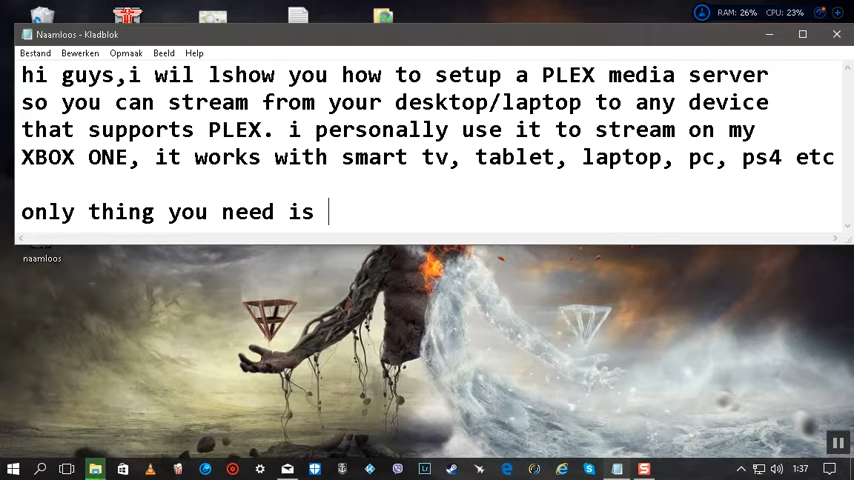 RAM: 26% CPU: 23%
Naamloos - Kladblok
Bestand Bewerken Opmaak Beeld Help
hi guys,i wil lshow you how to setup a PLEX media server
so you can stream from your desktop/laptop to any device
that supports PLEX. i personally use it to stream on my
XBOX ONE, it works with smart tv, tablet, laptop, pc, ps4 etc
only thing you need is
naamloos
1:37